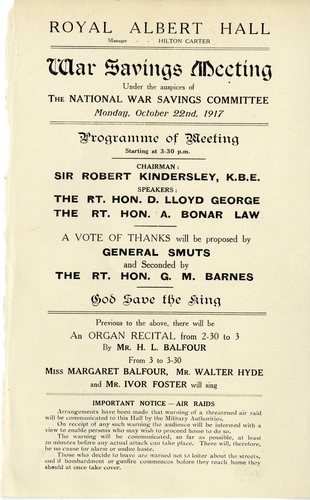 ROYAL ALBERT HALL
Manager - - HILTON CARTER
War Savings Meeting
Under the auspices of
THE NATIONAL WAR SAVINGS COMMITTEE
Monday, October 22nd, 1917
Programme of Meeting
Starting at 3-30 p.m.
CHAIRMAN:
SIR ROBERT KINDERSLEY, K.B.E.
SPEAKERS:
THE RT. HON. D. LLOYD GEORGE
THE RT. HON. A. BONAR LAW
A VOTE OF THANKS will be proposed by
GENERAL SMUTS
and Seconded by
THE RT. HON. G. M. BARNES
God Save the King
Previous to the above, there will be
An ORGAN RECITAL from 2-30 to 3
By MR. H. L. BALFOUR
From 3 to 3-30
MISS MARGARET BALFOUR, MR. WALTER HYDE
and MR. IVOR FOSTER will sing
IMPORTANT NOTICE—AIR RAIDS
Arrangements have been made that warning of a threatened air raid
will be communicated to this Hall by the Military Authorities.
On receipt of any such warning the audience will be informed with a
view to enable persons who may wish to proceed home to do so.
The warning will be communicated, so far as possible, at least
20 minutes before any actual attack can take place. There will, therefore,
be no cause for alarm or undue haste.
Those who decide to leave are warned not to loiter about the streets,
and if bombardment or gunfire commences before they reach home they
should at once take cover.